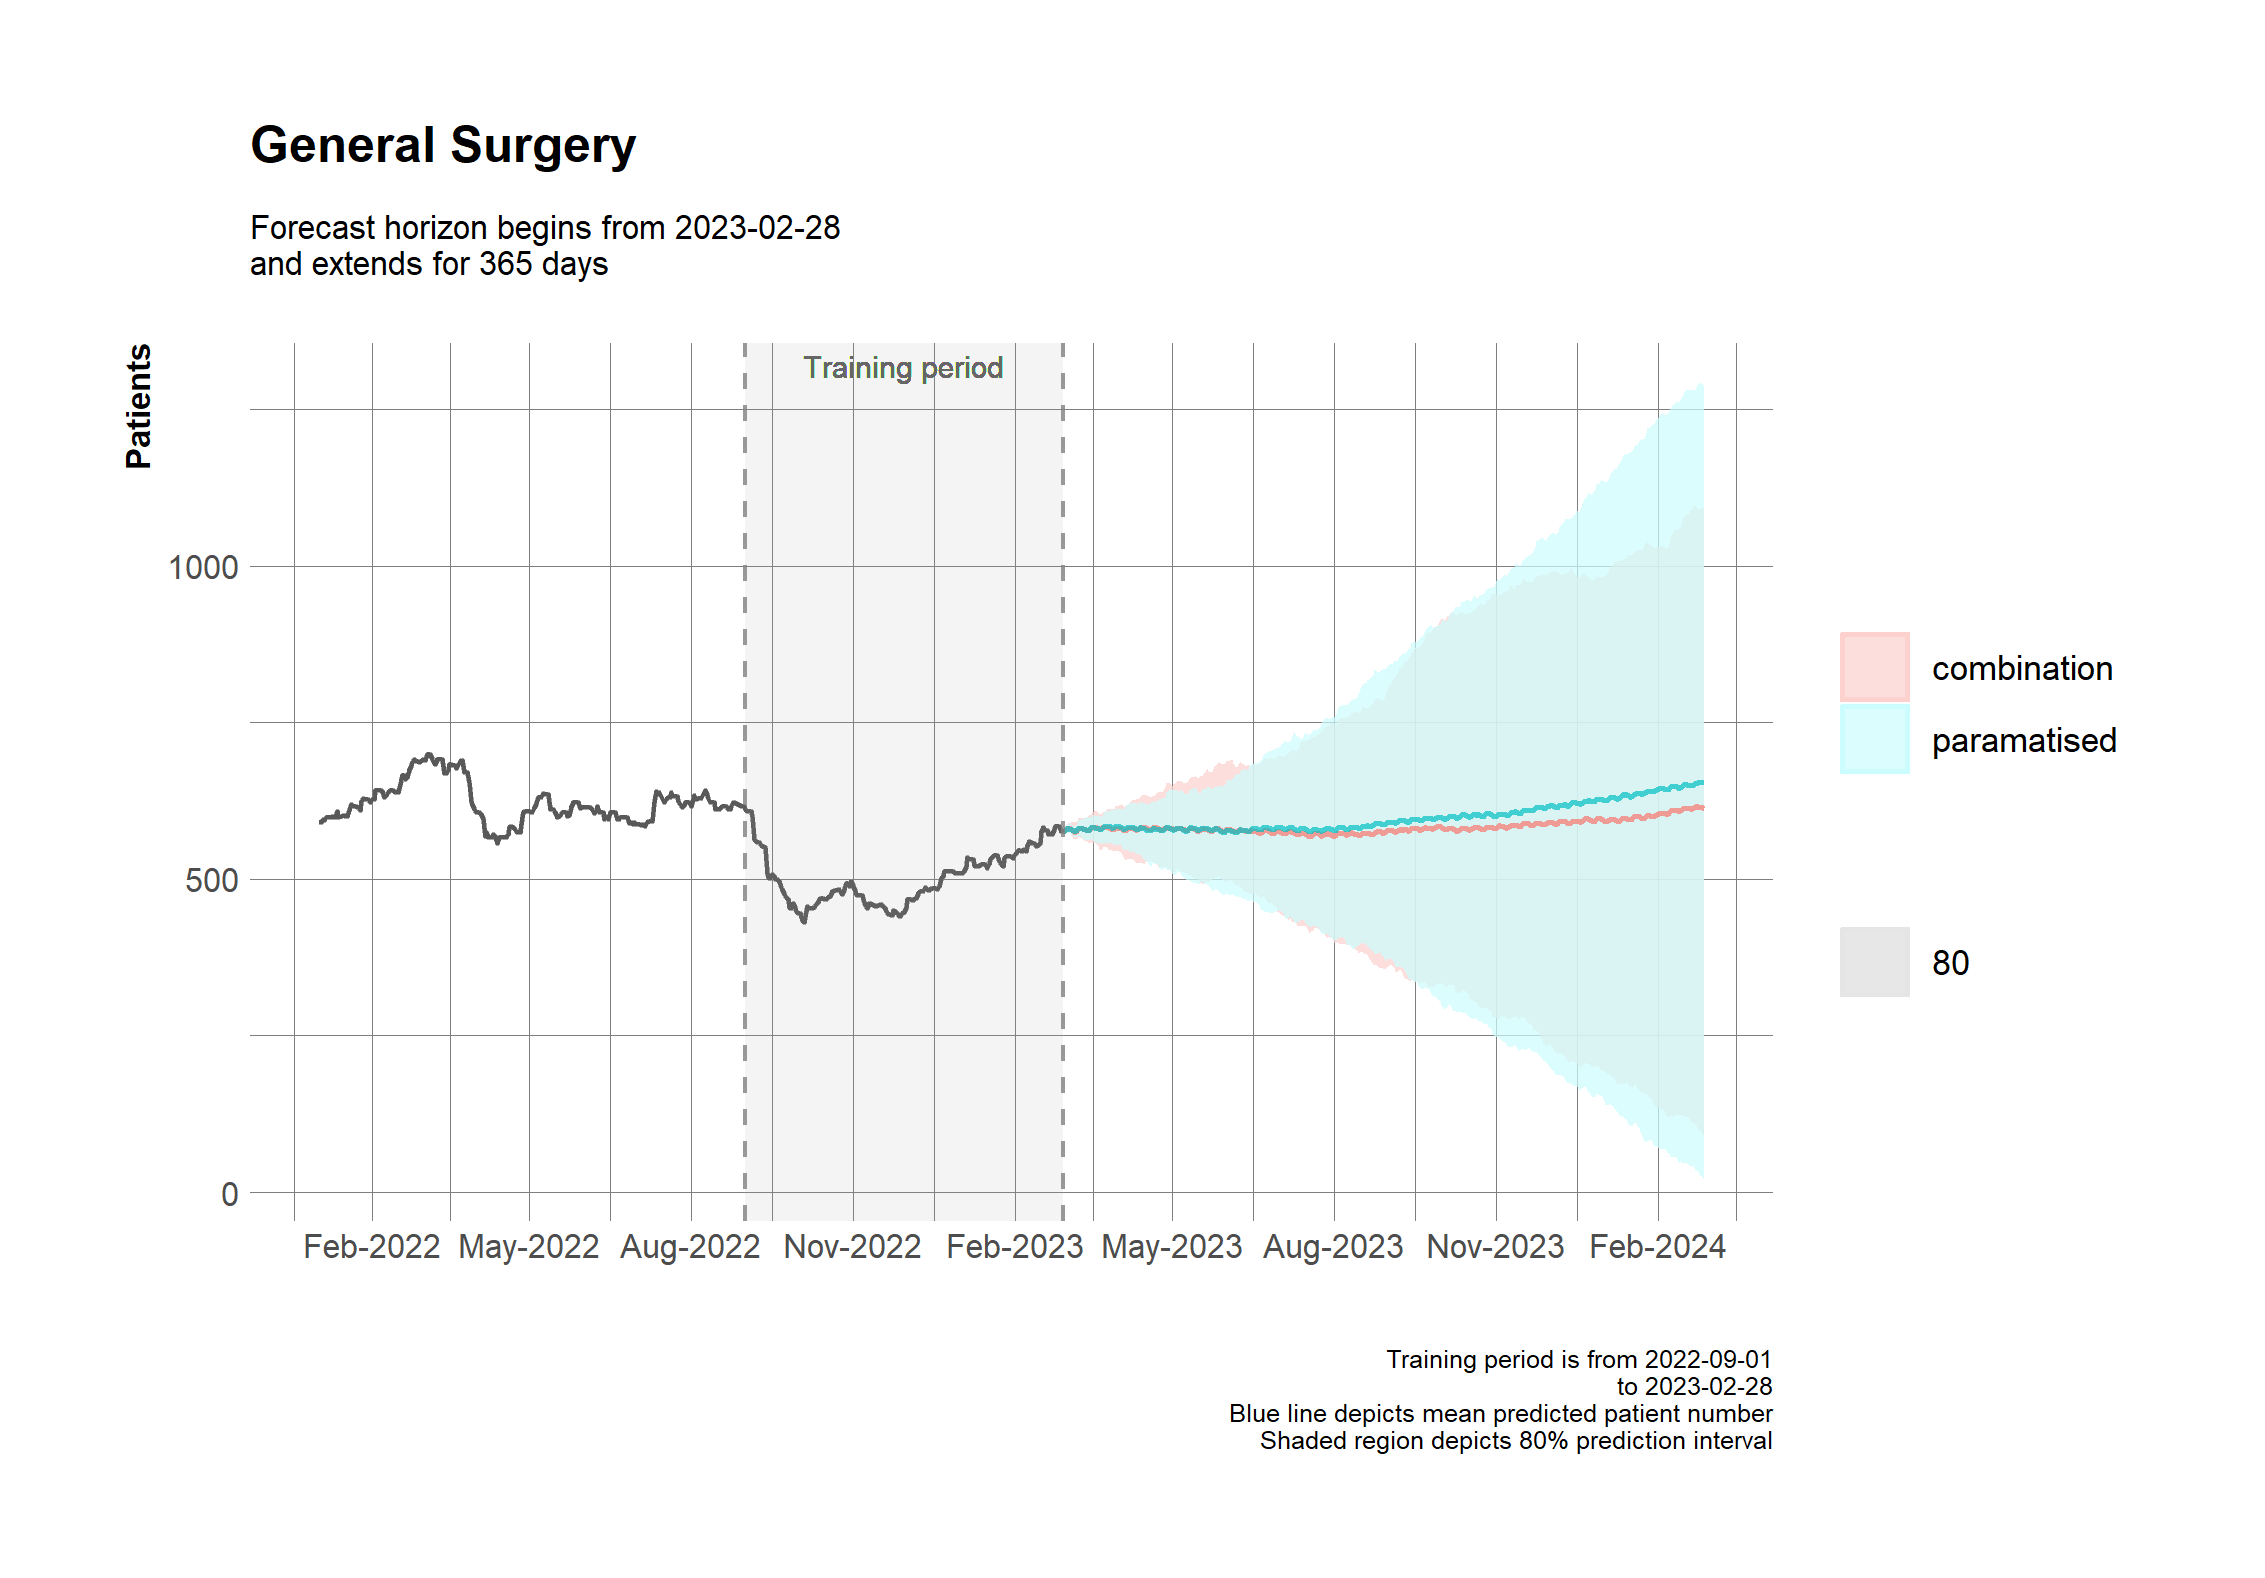 General Surgery
Forecast horizon begins from 2023-02-28
and extends for 365 days
Patients
Training period
1000
500
0
Feb-2022 May-2022 Aug-2022 Nov-2022 Feb-2023 May-2023 Aug-2023 Nov-2023 Feb-2024
combination
paramatised
80
Training period is from 2022-09-01
to 2023-02-28
Blue line depicts mean predicted patient number
Shaded region depicts 80% prediction interval